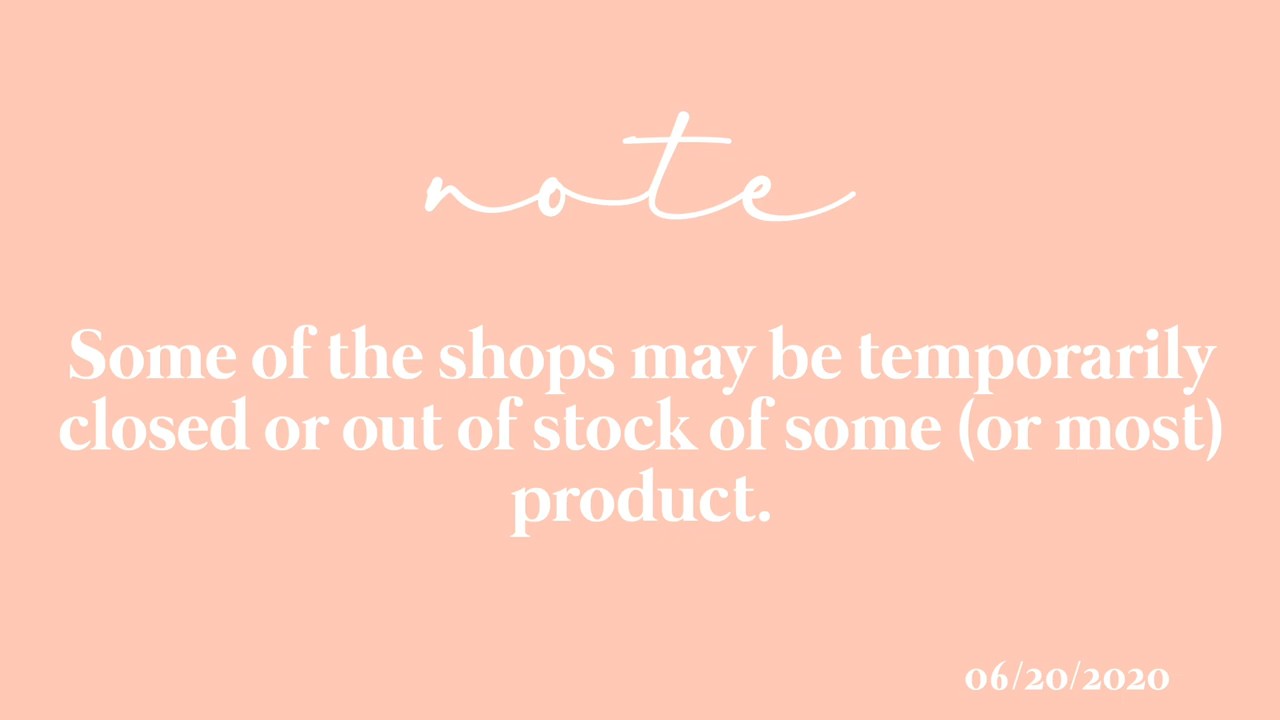 note
Some of the shops may be temporarily
closed or out of stock of some (or most)
product.
06/20/2020